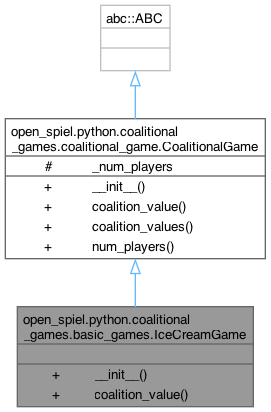 abc::ABC
open_spiel.python.coalitional
_games.coalitional_game.CoalitionalGame
# _num_players
+ __init__()
+ coalition_value()
+ coalition_values()
+ num_players()
open_spiel.python.coalitional
_games.basic_games.IceCreamGame
+ __init__()
+ coalition_value()